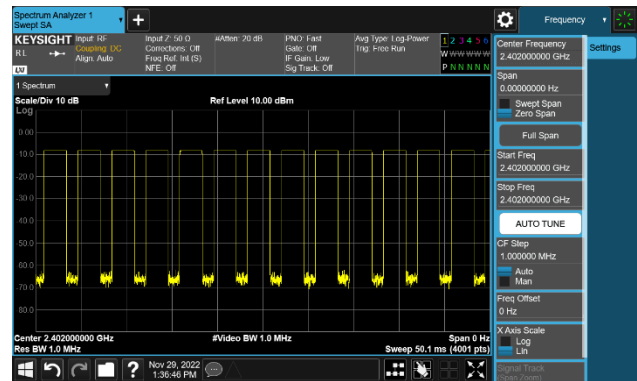 Spectrum Analyzer 1
Swept SA
+
Frequency
KEYSIGHT
Input: RF
RL
Coupling: DC
Align: Auto
Input Z: 50 Ω
Corrections: Off
Freq Ref: Int (S)
NFE: Off
#Atten: 20 dB
PNO: Fast
Gate: Off
IF Gain: Low
Sig Track: Off
Avg Type: Log-Power
Trig: Free Run
1 2 3 4 5 6
W W W W W W
P N N N N N
LXI
1 Spectrum
Scale/Div 10 dB
Ref Level 10.00 dBm
Log
0.00
-10.0
-20.0
-30.0
-40.0
-50.0
-60.0
-70.0
-80.0
Center 2.402000000 GHz
#Video BW 1.0 MHz
Span 0 Hz
Res BW 1.0 MHz
Sweep 50.1 ms (4001 pts)
Center Frequency
2.402000000 GHz
Settings
Span
0.00000000 Hz
Swept Span
Zero Span
Full Span
Start Freq
2.402000000 GHz
Stop Freq
2.402000000 GHz
AUTO TUNE
CF Step
1.000000 MHz
Auto
Man
Freq Offset
0 Hz
X Axis Scale
Log
Lin
Signal Track
(Span Zoom)
?
Nov 29, 2022
1:36:46 PM